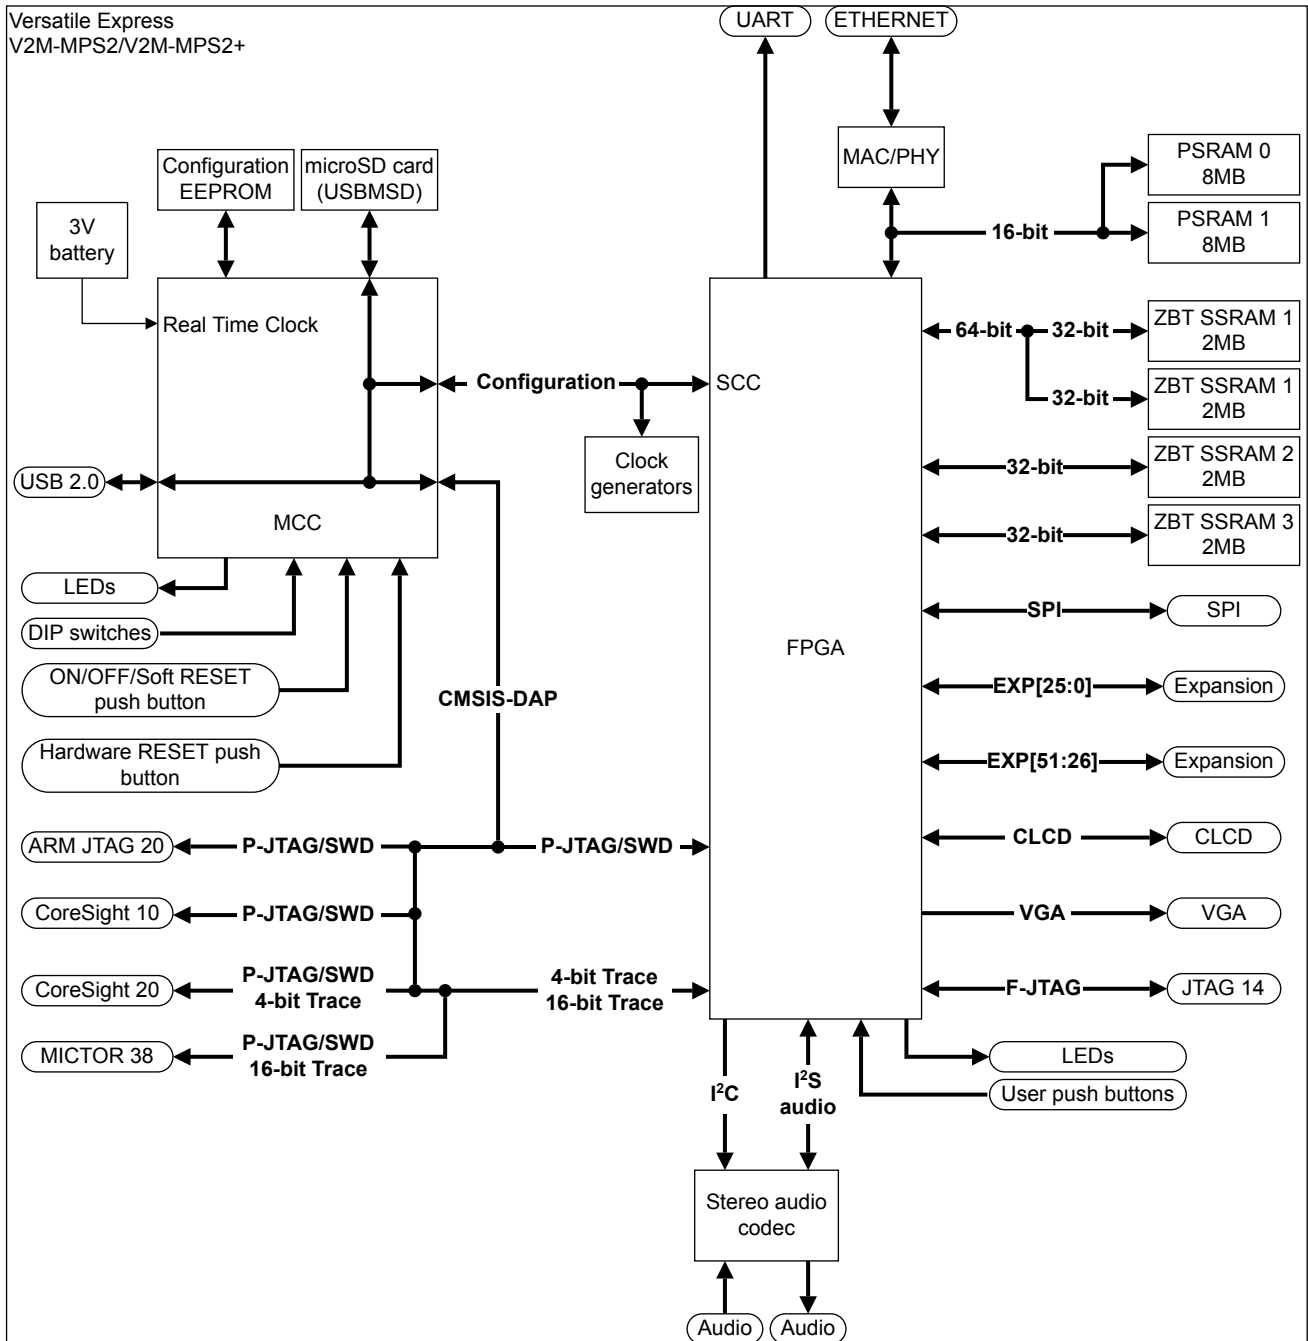 Versatile Express
V2M-MPS2/V2M-MPS2+
UART
ETHERNET
MAC/PHY
Configuration
EEPROM
microSD card
(USBMSD)
PSRAM 0
8MB
3V
battery
16-bit
PSRAM 1
8MB
Real Time Clock
64-bit
32-bit
ZBT SSRAM 1
2MB
Configuration
SCC
32-bit
ZBT SSRAM 1
2MB
Clock
generators
USB 2.0
32-bit
ZBT SSRAM 2
2MB
MCC
32-bit
ZBT SSRAM 3
2MB
LEDs
DIP switches
SPI
SPI
FPGA
ON/OFF/Soft RESET
push button
CMSIS-DAP
EXP[25:0]
Expansion
Hardware RESET push
button
EXP[51:26]
Expansion
ARM JTAG 20
P-JTAG/SWD
P-JTAG/SWD
CLCD
CLCD
CoreSight 10
P-JTAG/SWD
VGA
VGA
CoreSight 20
P-JTAG/SWD
4-bit Trace
4-bit Trace
16-bit Trace
F-JTAG
JTAG 14
MICTOR 38
P-JTAG/SWD
16-bit Trace
LEDs
I²C
I²S
audio
User push buttons
Stereo audio
codec
Audio
Audio